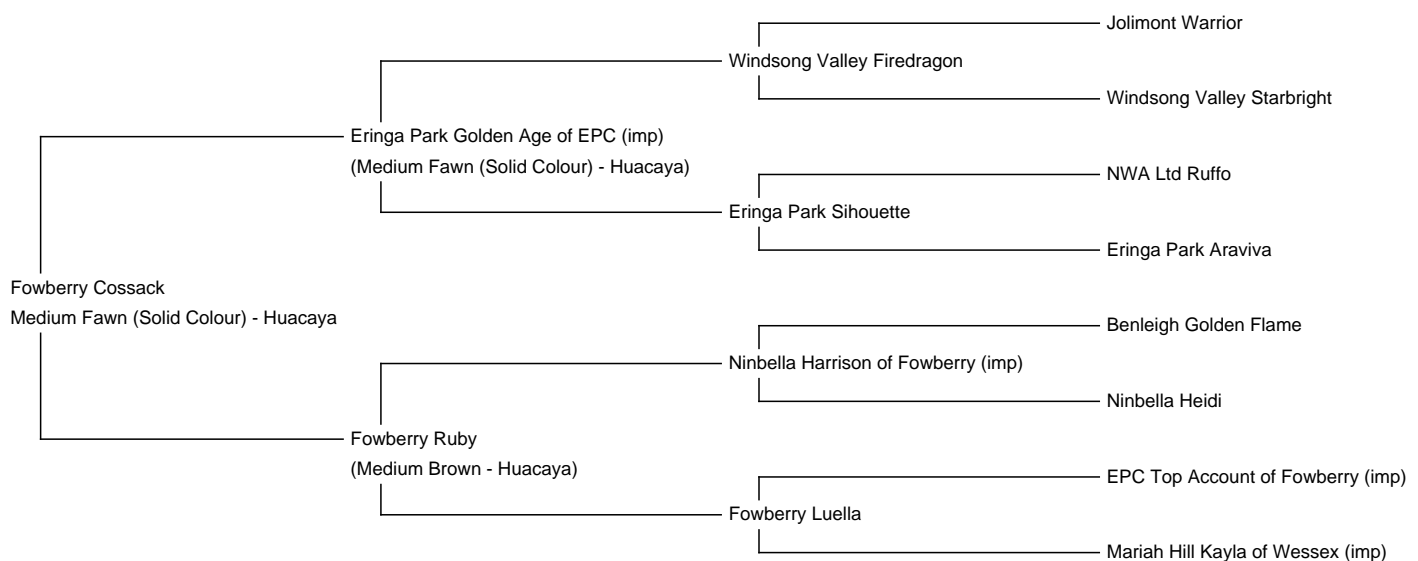 Jolimont Warrior
Windsong Valley Firedragon
Windsong Valley Starbright
Eringa Park Golden Age of EPC (imp)
(Medium Fawn (Solid Colour) - Huacaya)
NWA Ltd Ruffo
Eringa Park Sihouette
Eringa Park Araviva
Fowberry Cossack
Medium Fawn (Solid Colour) - Huacaya
Benleigh Golden Flame
Ninbella Harrison of Fowberry (imp)
Ninbella Heidi
Fowberry Ruby
(Medium Brown - Huacaya)
EPC Top Account of Fowberry (imp)
Fowberry Luella
Mariah Hill Kayla of Wessex (imp)